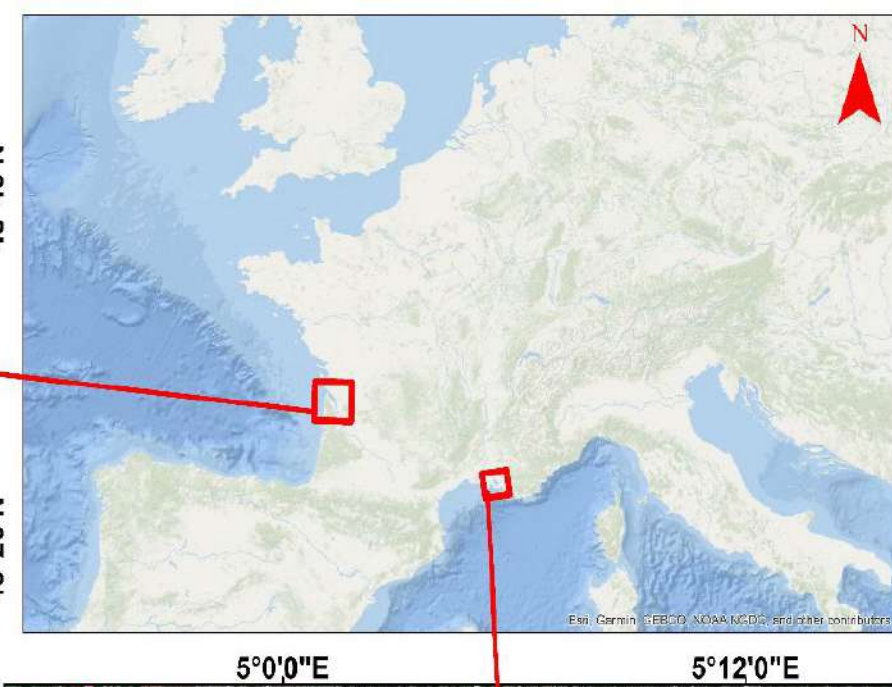 N
Esri, Garmin, GEBCO, NOAA NGDC, and other contributors
5°0'0"E 5°12'0"E